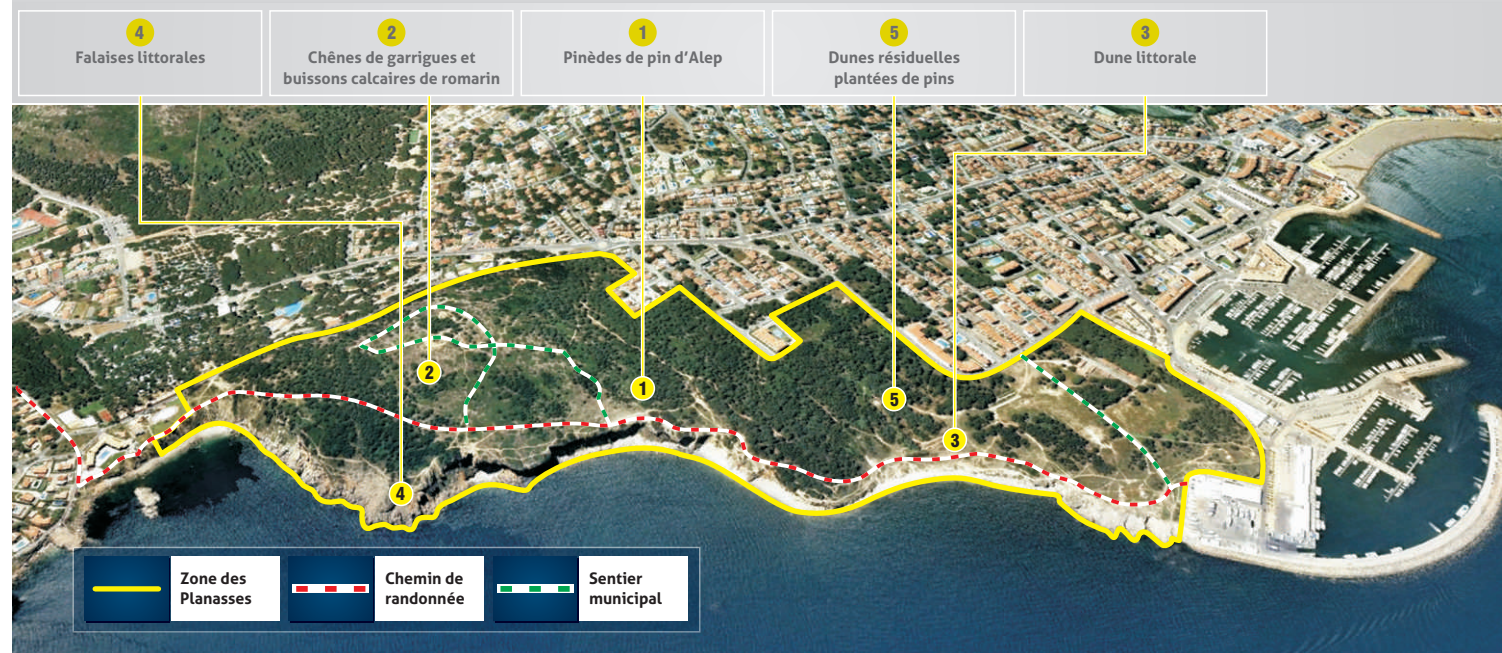 4
Falaises littorales
2
Chênes de garrigues et
buissons calcaires de romarin
1
Pinèdes de pin d'Alep
5
Dunes résiduelles
plantées de pins
3
Dune littorale
2
1
5
3
4
Zone des
Planasses
Chemin de
randonnée
Sentier
municipal